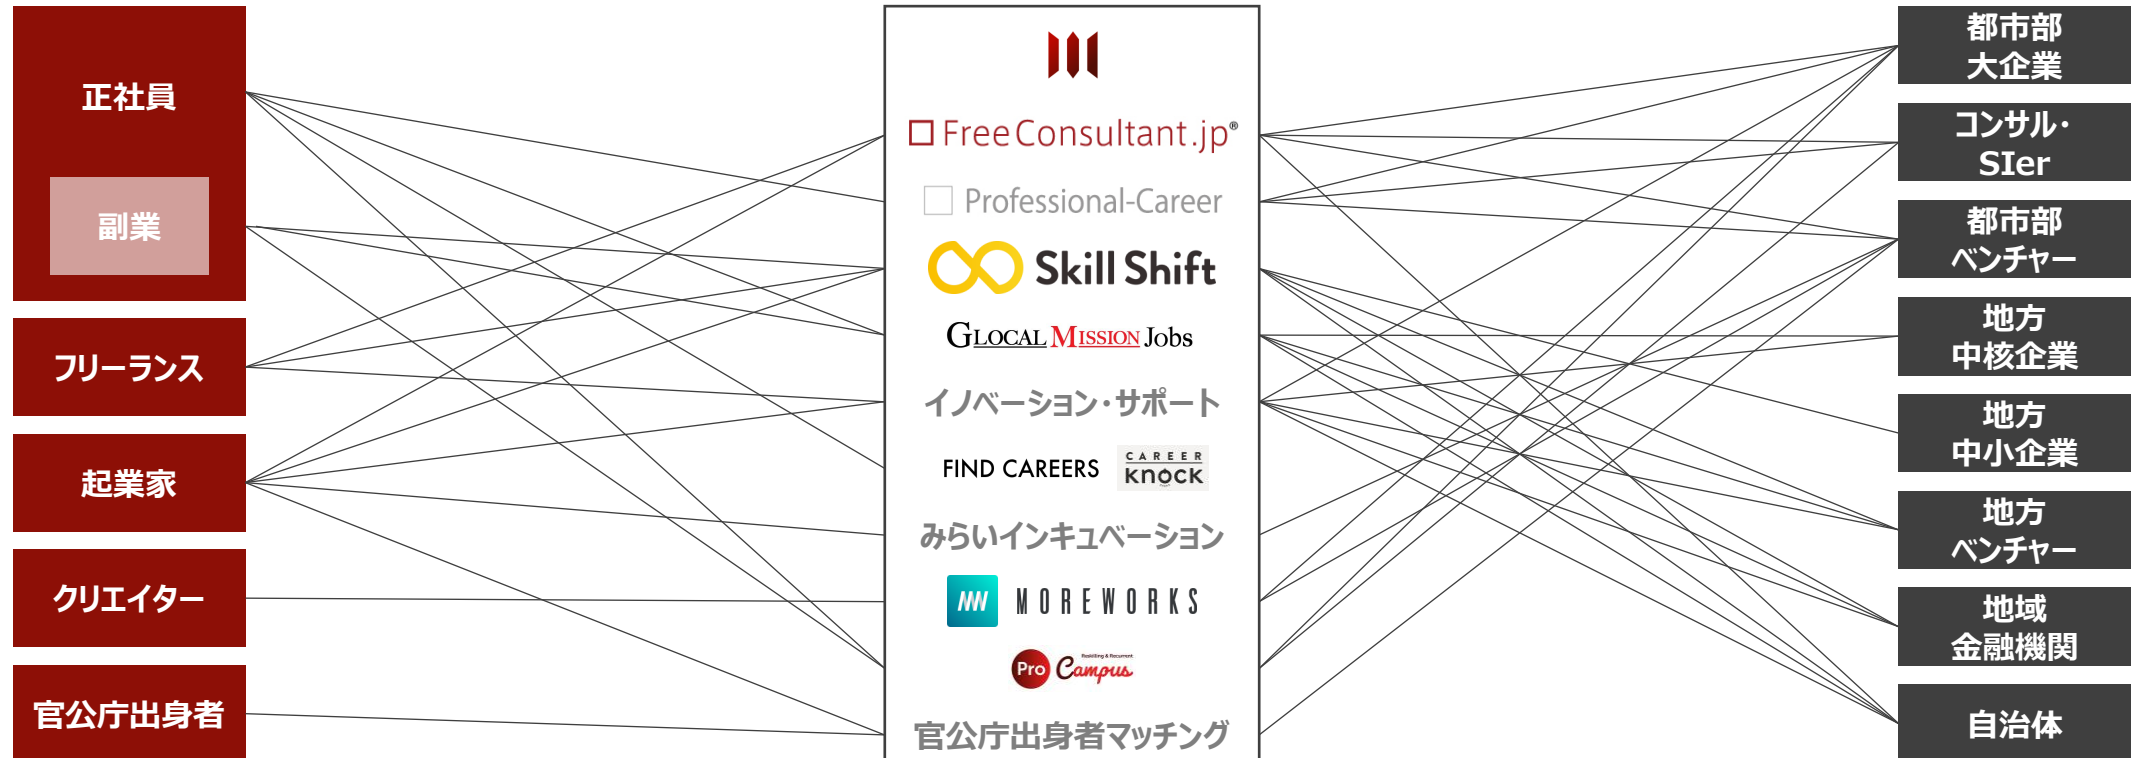 正社員
副業
フリーランス
起業家
クリエイター
官公庁出身者
FreeConsultant.jp®
Professional-Career
Skill Shift
GLOCAL MISSION Jobs
イノベーション・サポート
FIND CAREERS
CAREER
KNOCK
みらいインキュベーション
MOREWORKS
Reskilling & Recurrent
Pro Campus
官公庁出身者マッチング
都市部
大企業
コンサル・
SIer
都市部
ベンチャー
地方
中核企業
地方
中小企業
地方
ベンチャー
地域
金融機関
自治体